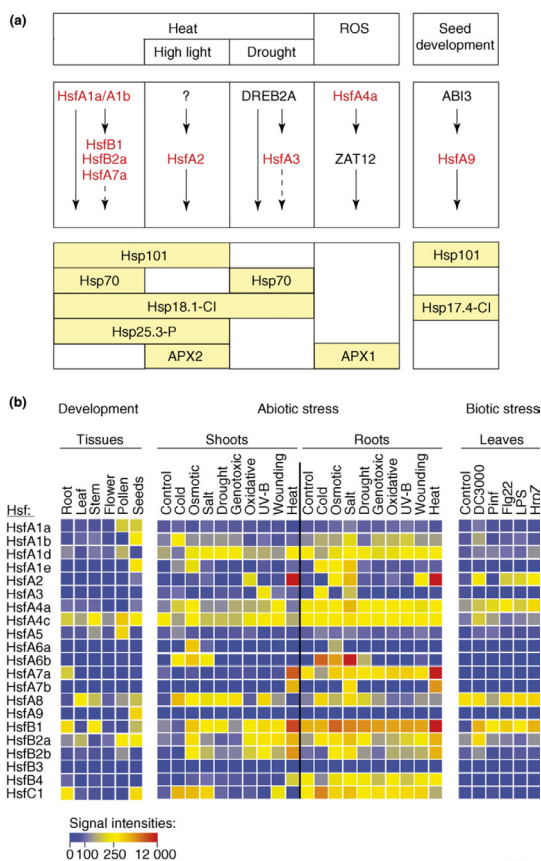 (a)
Heat
ROS
Seed
development
High light
Drought
HsfA1a/A1b
?
DREB2A
HsfA4a
ABI3
HsfB1
HsfB2a
HsfA7a
HsfA2
HsfA3
ZAT12
HsfA9
Hsp101
Hsp101
Hsp70
Hsp70
Hsp18.1-CI
Hsp17.4-CI
Hsp25.3-P
APX2
APX1
(b)
Development
Abiotic stress
Biotic stress
Tissues
Shoots
Roots
Leaves
Hsf:
Root
Leaf
Stem
Flower
Pollen
Seeds
Control
Cold
Osmotic
Salt
Drought
Genotoxic
Oxidative
UV-B
Wounding
Heat
Control
Cold
Osmotic
Salt
Drought
Genotoxic
Oxidative
UV-B
Wounding
Heat
Control
DC3000
Pinf
Flg22
LPS
HrnZ
HsfA1a
HsfA1b
HsfA1d
HsfA1e
HsfA2
HsfA3
HsfA4a
HsfA4c
HsfA5
HsfA6a
HsfA6b
HsfA7a
HsfA7b
HsfA8
HsfA9
HsfB1
HsfB2a
HsfB2b
HsfB3
HsfB4
HsfC1
Signal intensities:
0 100 250 12 000